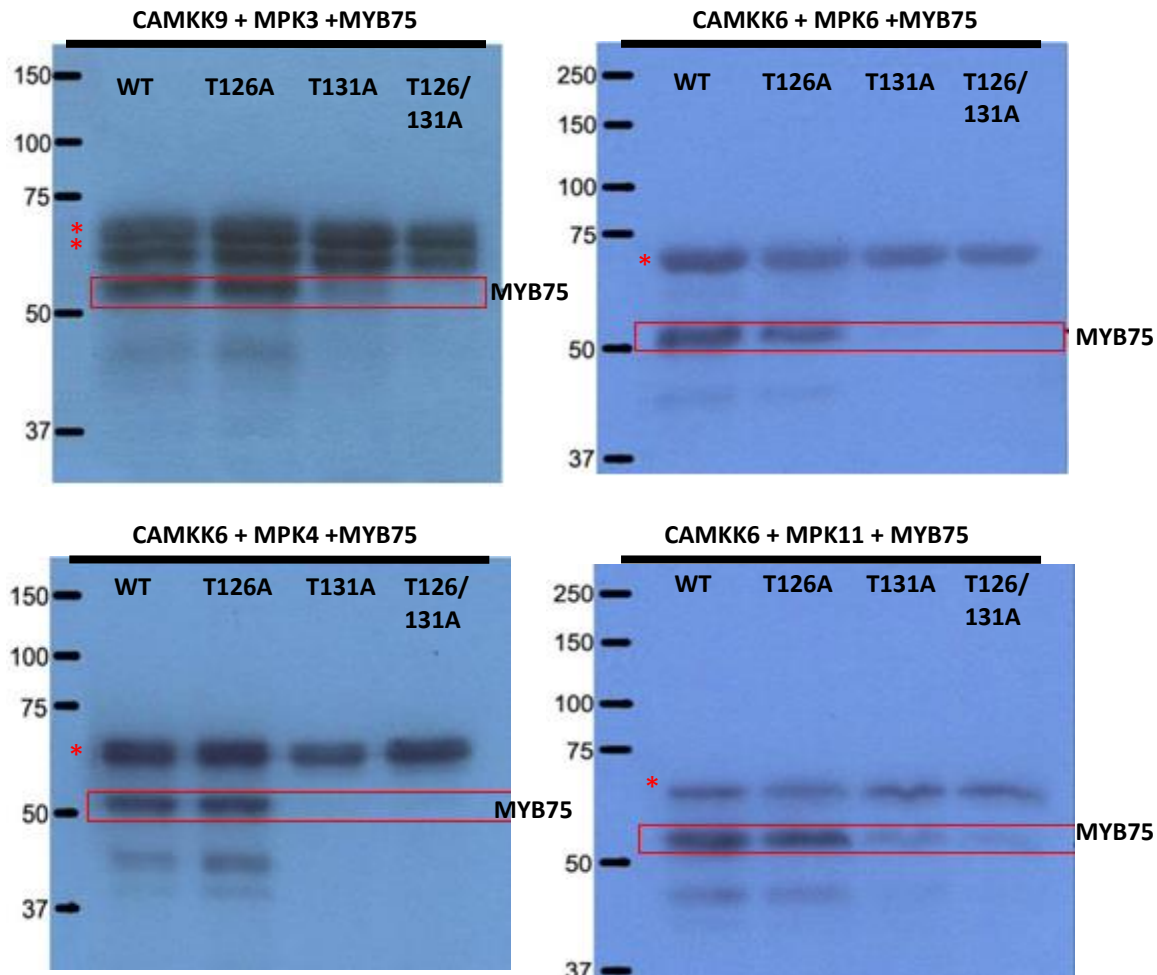 CAMKK9 + MPK3 +MYB75
150
WT T126A T131A T126/
131A
100
75
*
*
MYB75
50
37
CAMKK6 + MPK6 +MYB75
250
WT T126A T131A T126/
131A
150
100
75
*
MYB75
50
37
CAMKK6 + MPK4 +MYB75
150
WT T126A T131A T126/
131A
100
75
*
50
MYB75
37
CAMKK6 + MPK11 + MYB75
250
WT T126A T131A T126/
131A
150
100
75
*
MYB75
50
37